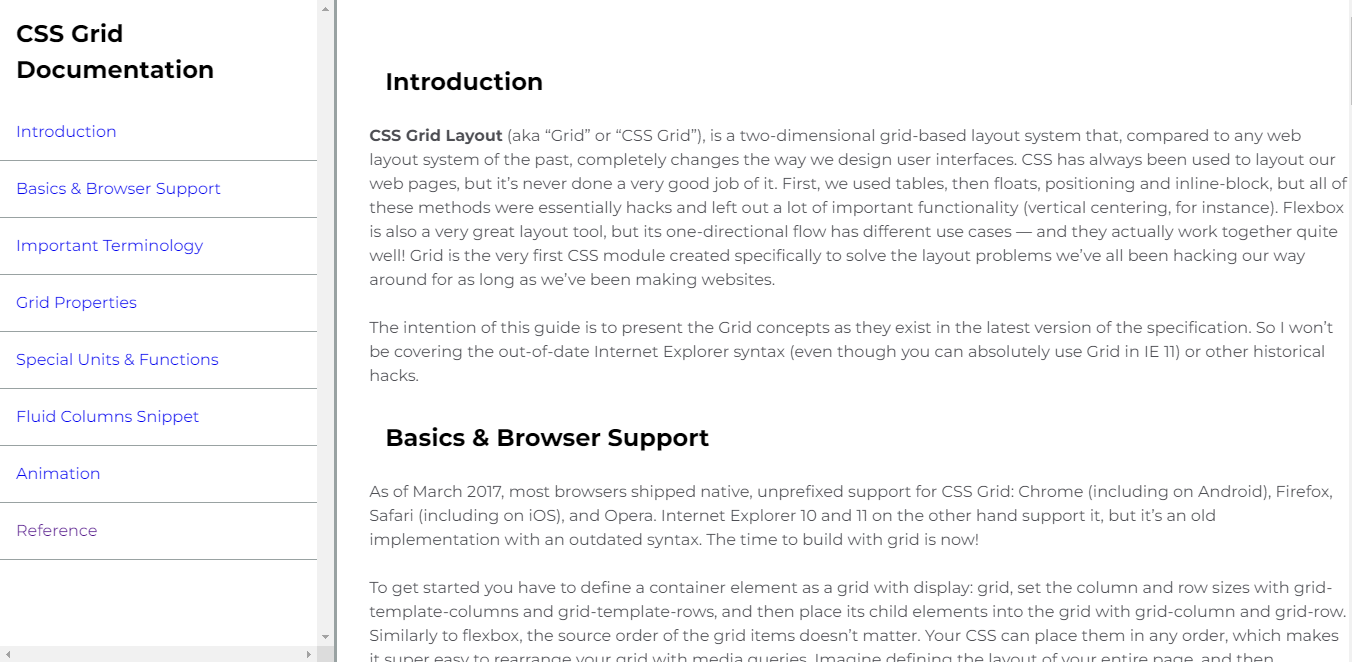 CSS Grid
Documentation
Introduction
Basics & Browser Support
Important Terminology
Grid Properties
Special Units & Functions
Fluid Columns Snippet
Animation
Reference
Introduction
CSS Grid Layout (aka “Grid” or “CSS Grid”), is a two-dimensional grid-based layout system that, compared to any web
layout system of the past, completely changes the way we design user interfaces. CSS has always been used to layout our
web pages, but it’s never done a very good job of it. First, we used tables, then floats, positioning and inline-block, but all of
these methods were essentially hacks and left out a lot of important functionality (vertical centering, for instance). Flexbox
is also a very great layout tool, but its one-directional flow has different use cases — and they actually work together quite
well! Grid is the very first CSS module created specifically to solve the layout problems we’ve all been hacking our way
around for as long as we’ve been making websites.
The intention of this guide is to present the Grid concepts as they exist in the latest version of the specification. So I won’t
be covering the out-of-date Internet Explorer syntax (even though you can absolutely use Grid in IE 11) or other historical
hacks.
Basics & Browser Support
As of March 2017, most browsers shipped native, unprefixed support for CSS Grid: Chrome (including on Android), Firefox,
Safari (including on iOS), and Opera. Internet Explorer 10 and 11 on the other hand support it, but it’s an old
implementation with an outdated syntax. The time to build with grid is now!
To get started you have to define a container element as a grid with display: grid, set the column and row sizes with grid-
template-columns and grid-template-rows, and then place its child elements into the grid with grid-column and grid-row.
Similarly to flexbox, the source order of the grid items doesn’t matter. Your CSS can place them in any order, which makes
it super easy to rearrange your grid with media queries. Imagine defining the layout of your entire page, and then